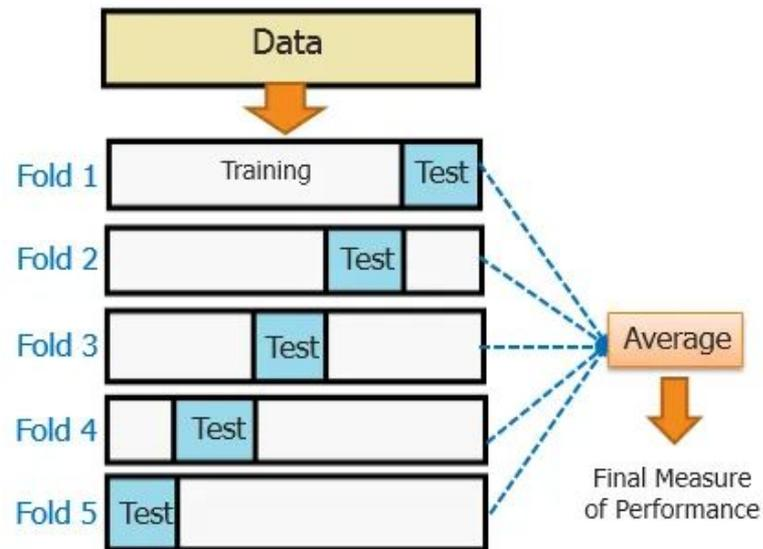 Data
Fold 1 Training Test
Fold 2 Test
Fold 3 Test
Average
Fold 4 Test
Fold 5 Test
Final Measure
of Performance